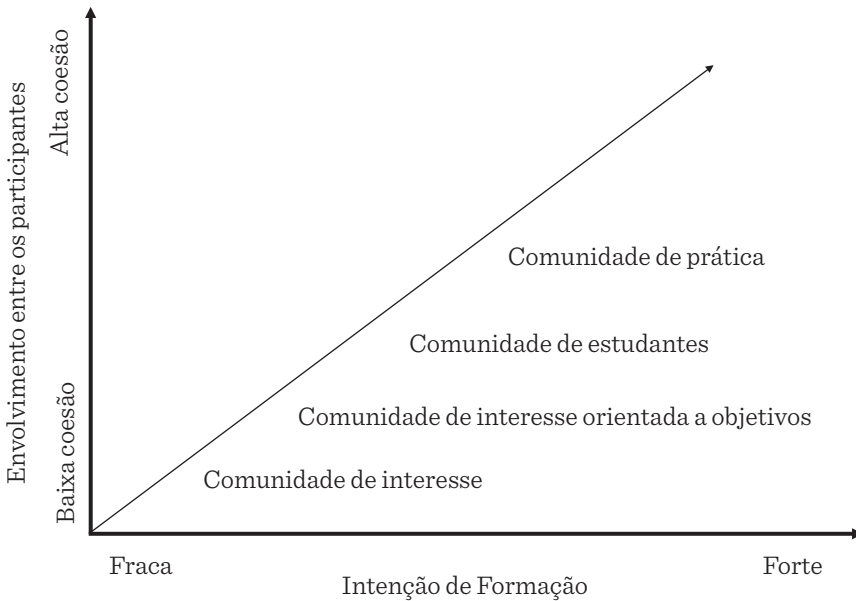 Envolvimento entre os participantes
Alta coesão
Baixa coesão
Comunidade de prática
Comunidade de estudantes
Comunidade de interesse orientada a objetivos
Comunidade de interesse
Fraca
Forte
Intenção de Formação